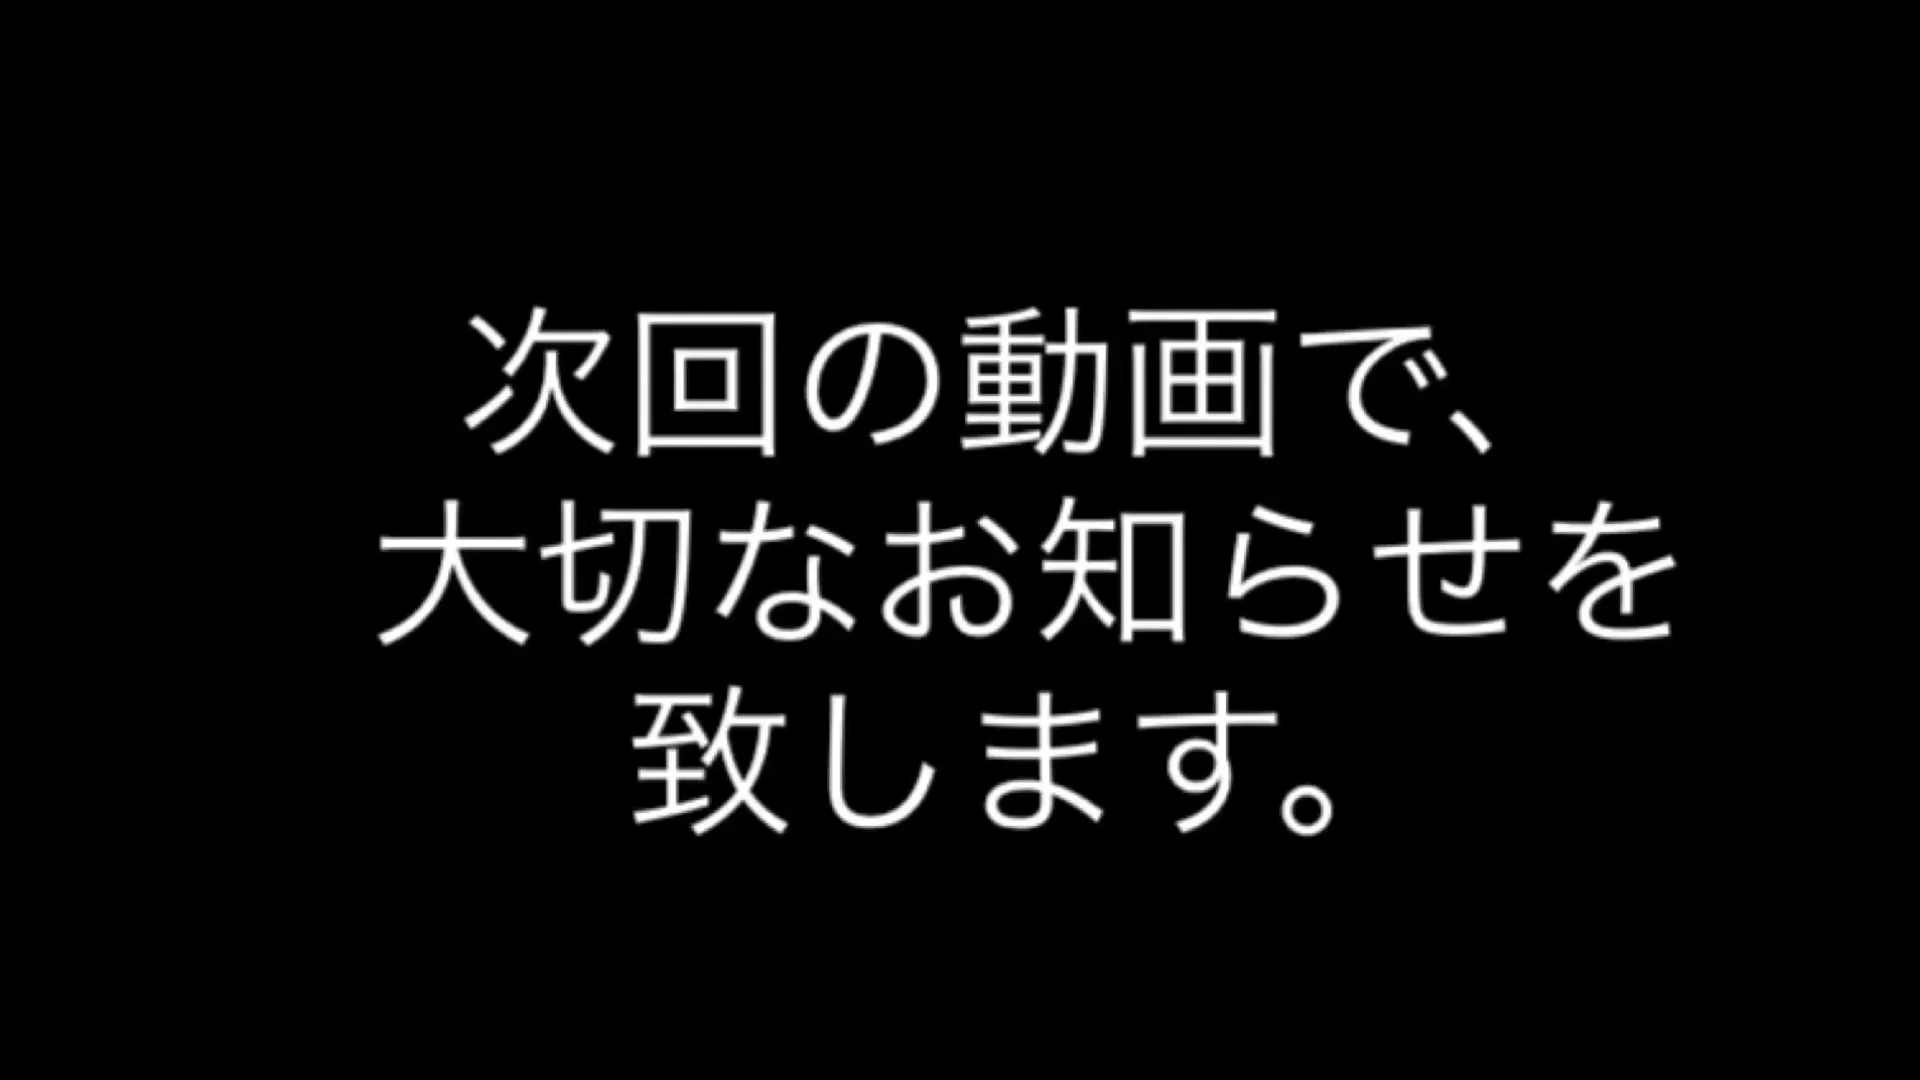 次回の動画で、
大切なお知らせを
致します。